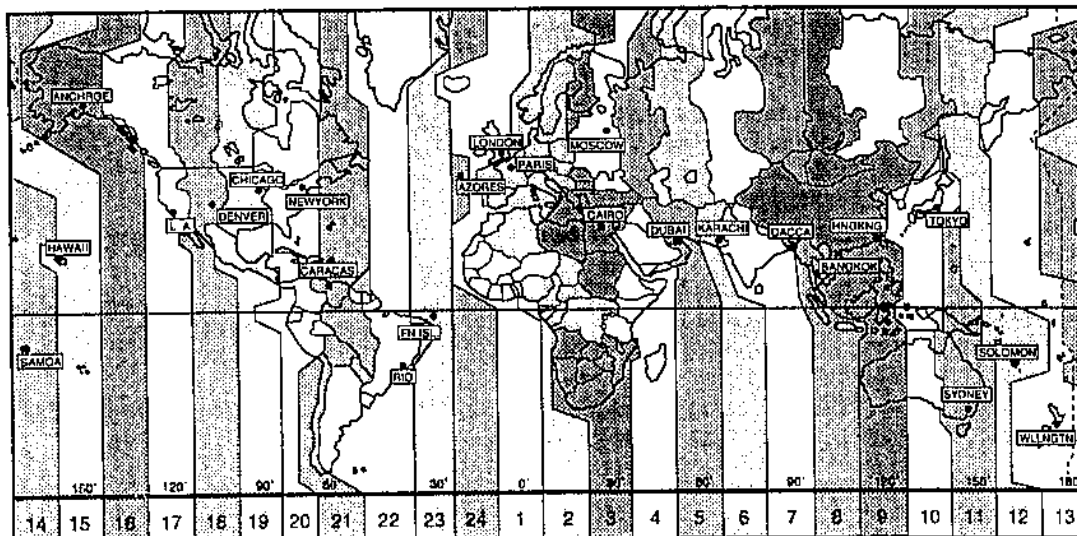 ANCHRGE
LONDON
MOSCOW
PARIS
CHICAGO
AZORES
NEWYORK
DENVER
CAIRO
L. A.
DUBAI
KARACHI
DACCA
HNGKNG
TOKYO
HAWAII
CARACAS
BANGKOK
FN.ISL
SAMOA
SOLOMON
RIO
SYDNEY
WLLNGTN
150° 120° 90° 60° 30° 0° 30° 60° 90° 120° 150° 180°
14 15 16 17 18 19 20 21 22 23 24 1 2 3 4 5 6 7 8 9 10 11 12 13